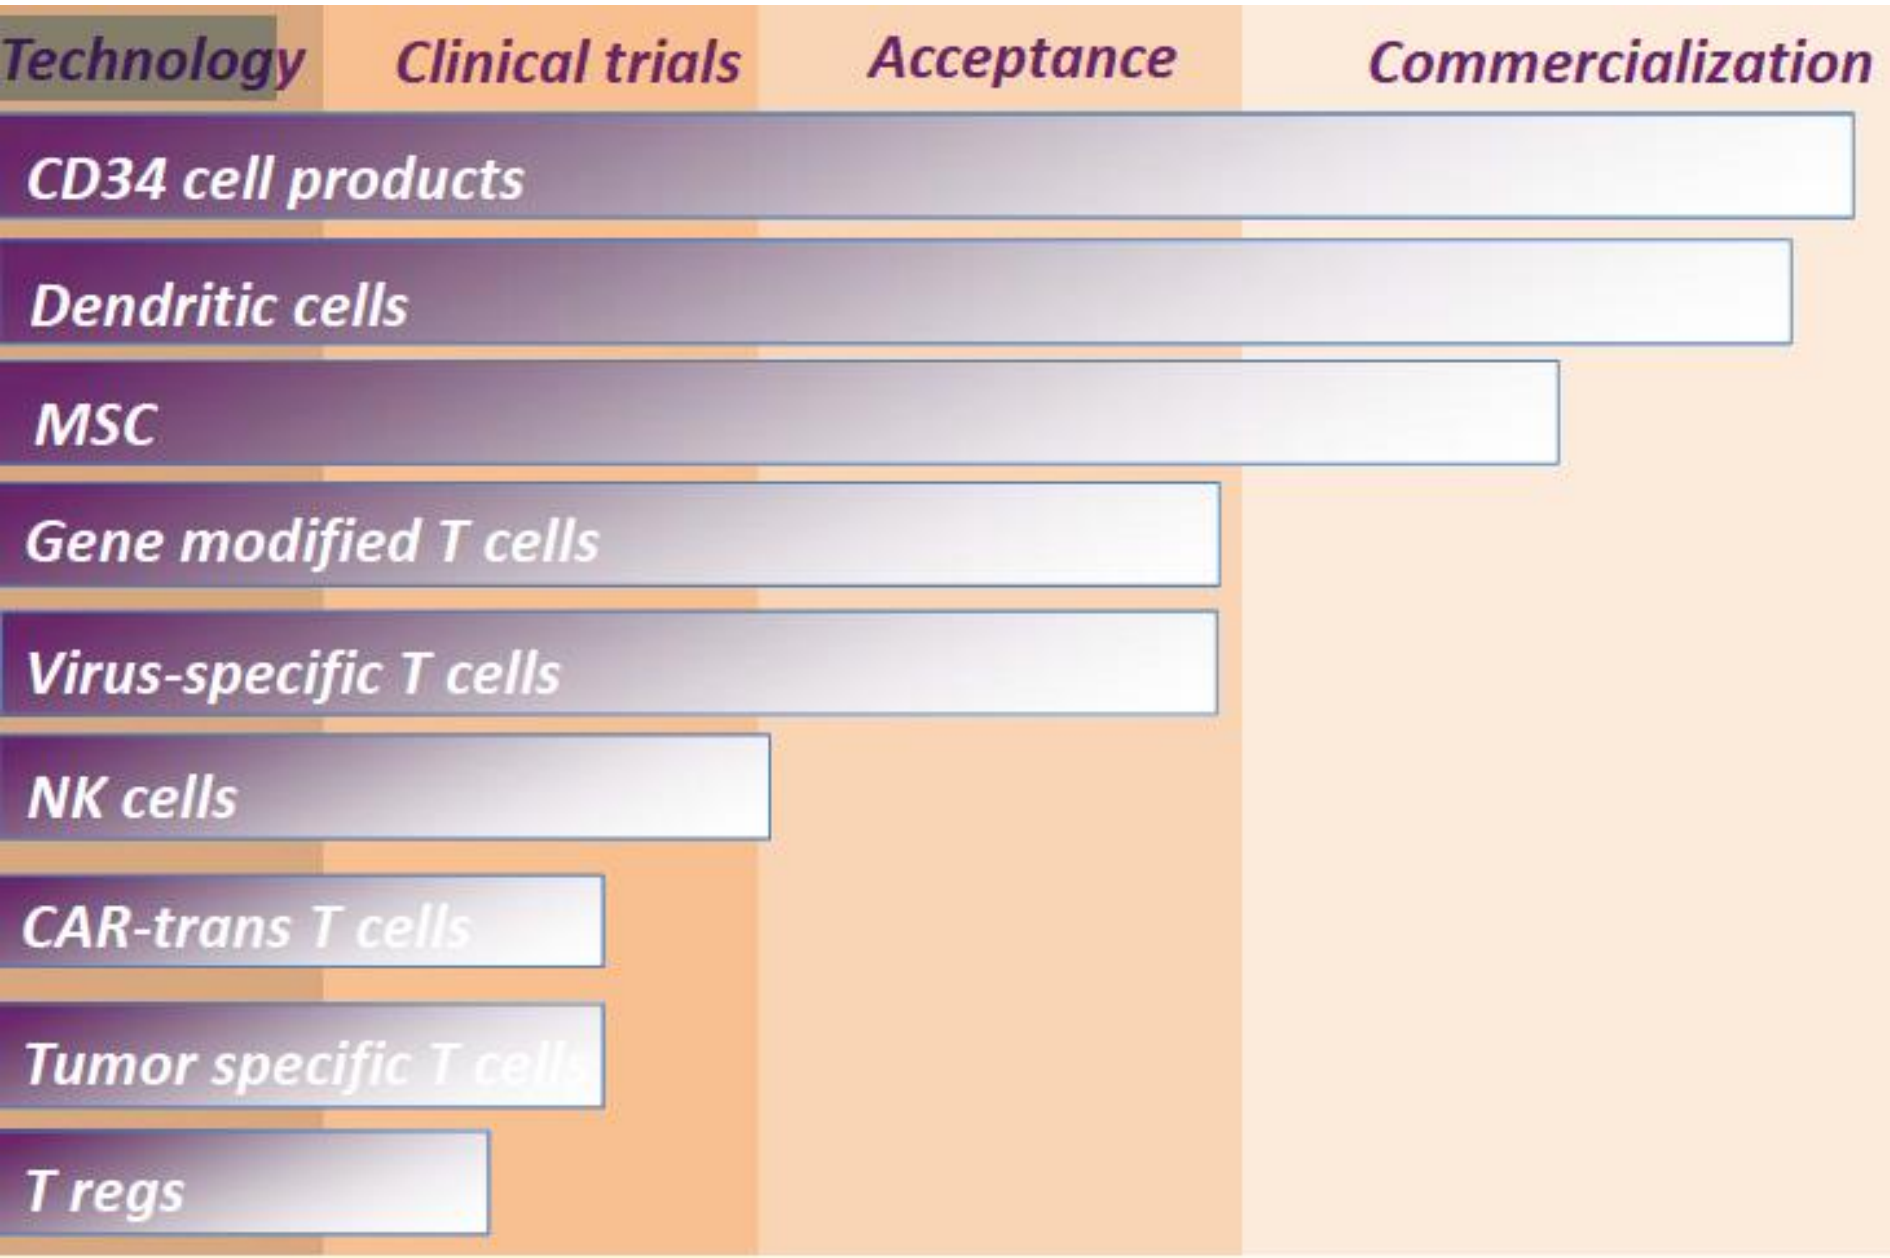 Technology Clinical trials Acceptance Commercialization
CD34 cell products
Dendritic cells
MSC
Gene modified T cells
Virus-specific T cells
NK cells
CAR-trans T cells
Tumor specific T cells
T regs